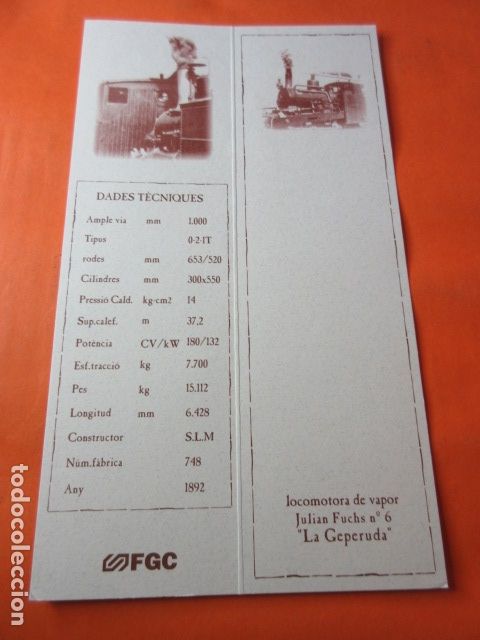 DADES TÈCNIQUES
Ample via mm 1.000
Tipus 0-2-1T
rodes mm 653/520
Cilindres mm 300x550
Pressió Cald. kg-cm2 14
Sup.calef. m 37,2
Potència CV/kW 180/132
Esf.tracció kg 7.700
Pes kg 15.112
Longitud mm 6.428
Constructor S.L.M
Núm.fàbrica 748
Any 1892
FGC
locomotora de vapor
Julian Fuchs nº 6
"La Geperuda"
todocoleccion